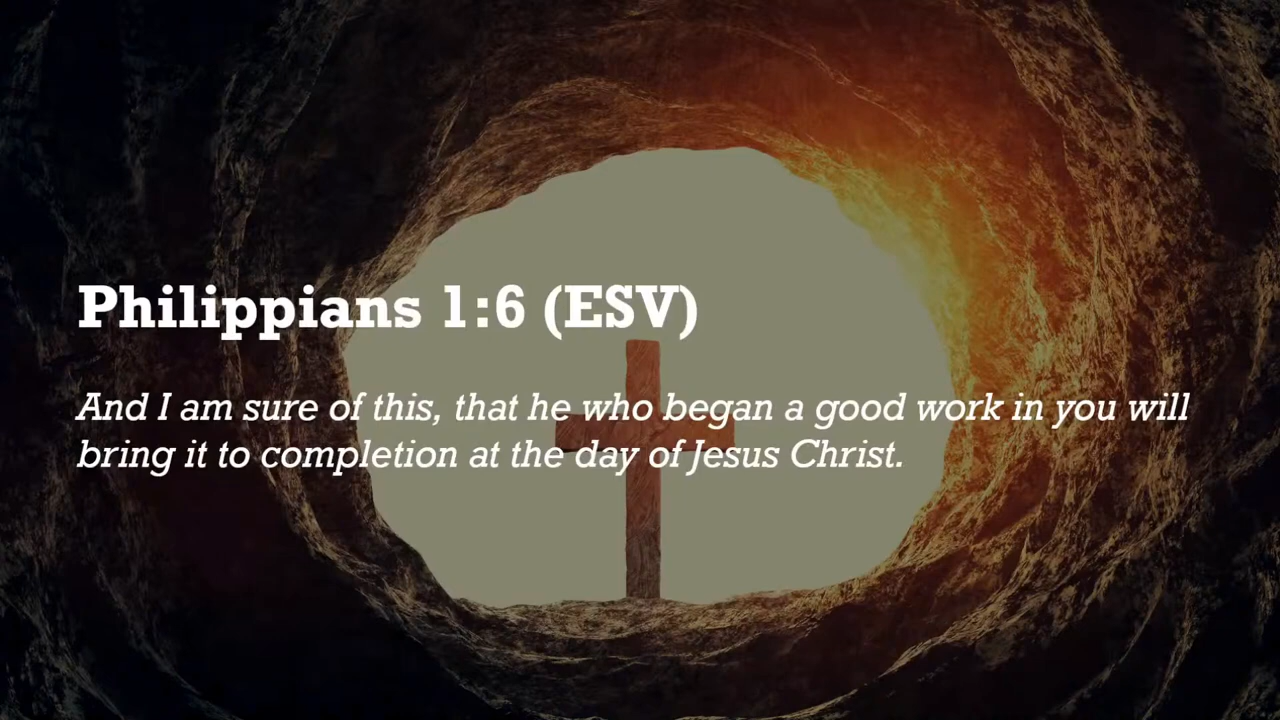 Philippians 1:6 (ESV)
And I am sure of this, that he who began a good work in you will
bring it to completion at the day of Jesus Christ.